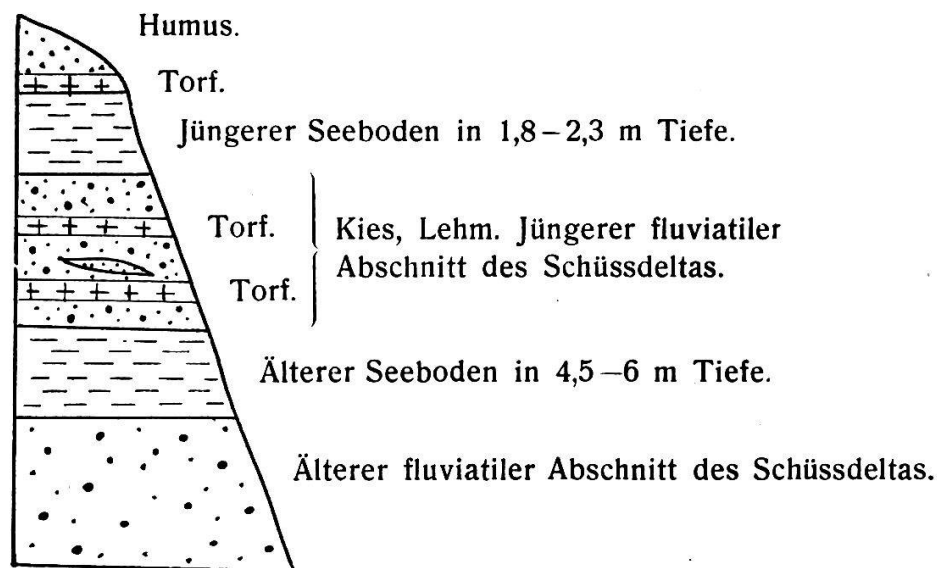 Humus.
Torf.
Jüngerer Seeboden in 1,8–2,3 m Tiefe.
Torf.
Kies, Lehm. Jüngerer fluviatiler
Abschnitt des Schüssdeltas.
Torf.
Älterer Seeboden in 4,5–6 m Tiefe.
Älterer fluviatiler Abschnitt des Schüssdeltas.